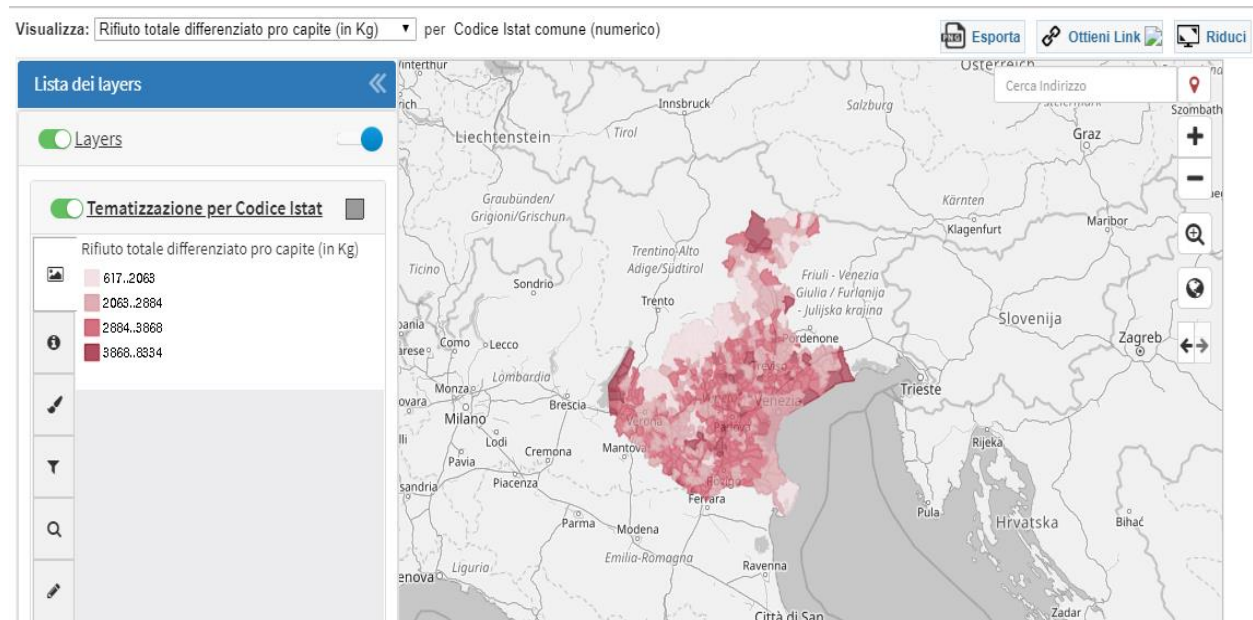 Visualizza: Rifiuto totale differenziato pro capite (in Kg) per Codice Istat comune (numerico)
Esporta
Ottieni Link
Riduci
Lista dei layers
Layers
Tematizzazione per Codice Istat
Rifiuto totale differenziato pro capite (in Kg)
617..2063
2063..2884
2884..3868
3868..8334
Cerca Indirizzo
Österreich
Innsbruck
Salzburg
Szombath
Liechtenstein
Tirol
Graz
Graubünden/
Grigioni/Grischun
Kärnten
Klagenfurt
Maribor
Trentino-Alto
Adige/Südtirol
Ticino
Sondrio
Friuli - Venezia
Giulia / Furlanija
- Julijska krajina
Trento
Slovenija
Zagreb
Pordenone
Como
Lecco
Treviso
Lombardia
Monza
Trieste
Brescia
Venezia
Milano
Verona
Padova
Rijeka
Lodi
Cremona
Mantova
Pavia
Piacenza
Rovigo
Ferrara
Pula
Hrvatska
Bihać
Parma
Modena
Emilia-Romagna
Liguria
Ravenna
enova
Città di San
Zadar